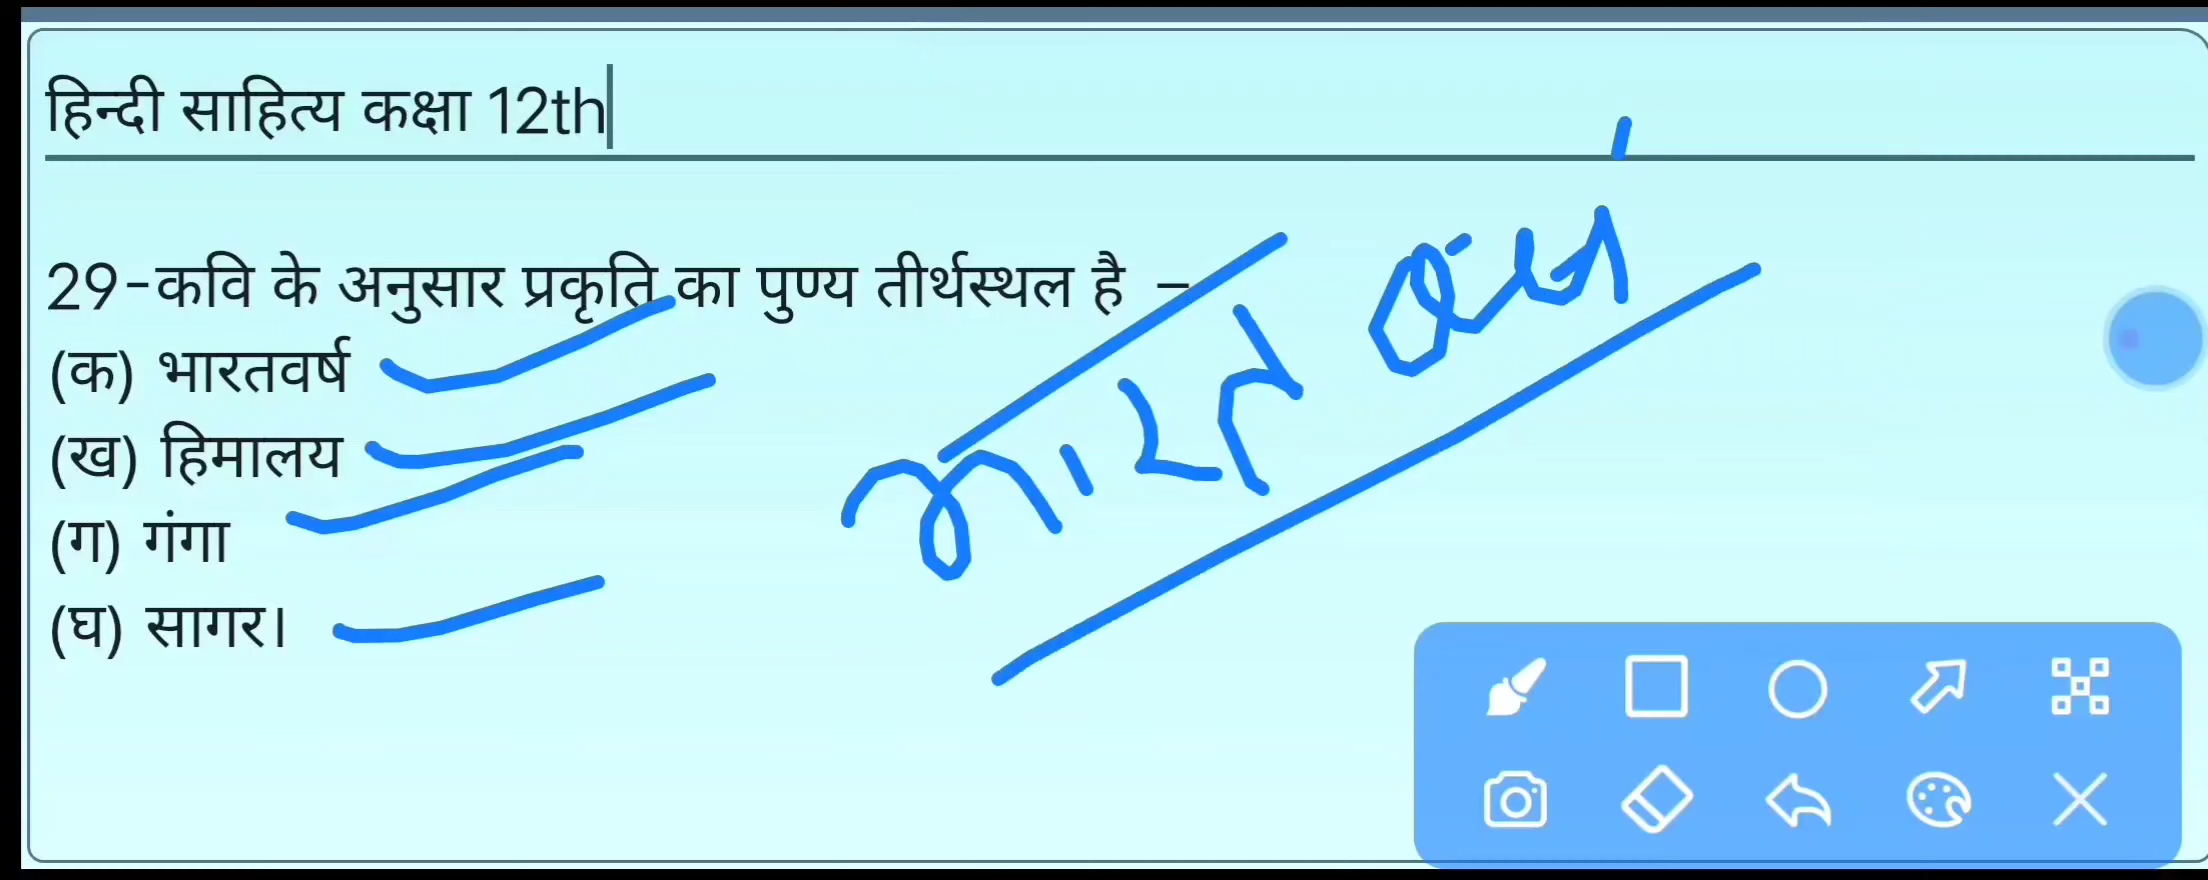 हिन्दी साहित्य कक्षा 12th
29-कवि के अनुसार प्रकृति का पुण्य तीर्थस्थल है –
(क) भारतवर्ष
(ख) हिमालय
(ग) गंगा
(घ) सागर।
भारत वर्ष